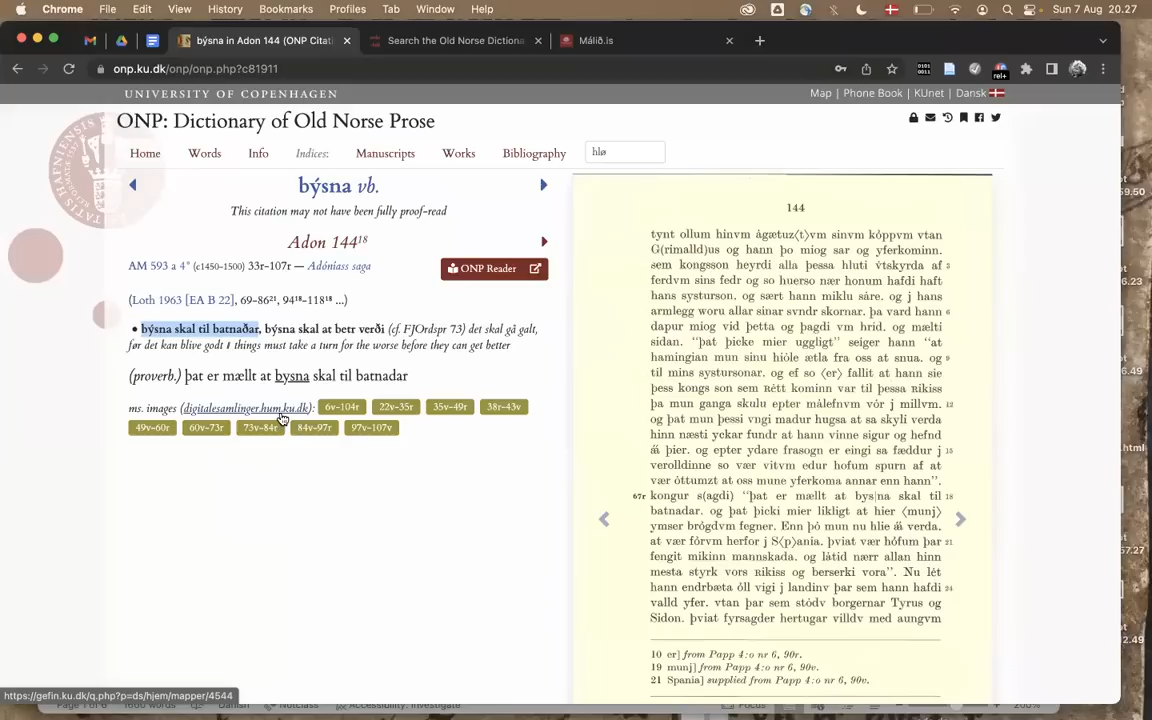 Chrome File Edit View History Bookmarks Profiles Tab Window Help Sun 7 Aug 20.27
býsna in Adon 144 (ONP Citati Search the Old Norse Dictiona Málið.is
onp.ku.dk/onp/onp.php?c81911
UNIVERSITY OF COPENHAGEN Map | Phone Book | KUnet | Dansk
ONP: Dictionary of Old Norse Prose
Home Words Info Indices: Manuscripts Works Bibliography hlø
býsna vb.
This citation may not have been fully proof-read
Adon 144¹⁸
AM 593 a 4° (c1450-1500) 33r-107r — Adóníass saga ONP Reader
(Loth 1963 [EA B 22], 69-86²¹, 94¹⁸-118¹⁸ ...)
• býsna skal til batnaðar, býsna skal at betr verði (cf. FJOrdspr 73) det skal gå galt,
før det kan blive godt ‖ things must take a turn for the worse before they can get better
(proverb.) þat er mællt at bysna skal til batnadar
ms. images (digitalesamlinger.hum.ku.dk): 6v-104r 22v-35r 35v-49r 38r-43v
49v-60r 60v-73r 73v-84r 84v-97r 97v-107v
144
tynt ollum hinvm ágætuz⟨t⟩vm sinvm kỏppvm vtan
G(rimalld)us og hann þo miog sar og yferkominn.
sem kongsson heyrdi alla þessa hluti vtskyrda af 3
ferdvm sins fedr og so huerso nær honum hafdi haft
hans systurson. og sært hann miklu sáre. og j hans
armlegg woru allar sinar svndr skornar. þa vard hann 6
dapur miog vid þetta og þagdi vm hrid. og mælti
sidan. “þat þicke mier uggligt” seiger hann “at
hamingian mun sinu hióle ætla fra oss at snua. og 9
til mins systursonar. og ef so ⟨er⟩ fallit at hann sie
þess kongs son sem rétt kominn var til þessa Rikiss
þa mun ganga skulu epter málefnvm vór j millvm. 12
og þat mun þessi vngi madur hugsa at sa skyli verda
hinn næsti yckar fundr at hann vinne sigur og hefnd
áá þier. og epter ydare frasogn er eingi sa fæddur j 15
verolldinne so vær vitvm edur hofum spurn af at
vær óttumzt at oss mune yferkoma annar enn hann”.
67r kongur s(agdi) “þat er mællt at bys|na skal til 18
batnadar. og þat þicki mier likligt at hier ⟨munj⟩
ymser brỏgdvm fegner. Enn þó mun nu hlie áá verda.
at vær fỏrvm herfor j S⟨p⟩ania. þviat vær hỏfum þar 21
fengit mikinn mannskada. og látid nærr allan hinn
mesta styrk vors Rikiss og berserki vora”. Nu lét
hann endrbæta ỏll vigi j landinv þar sem hann hafdi 24
valld yfer. vtan þar sem stódv borgernar Tyrus og
Sidon. þviat fyrsagder hertugar villdv med aungvm
10 er] from Papp 4:o nr 6, 90r.
19 munj] from Papp 4:o nr 6, 90v.
21 Spania] supplied from Papp 4:o nr 6, 90v.
https://gefin.ku.dk/q.php?p=ds/hjem/mapper/4544